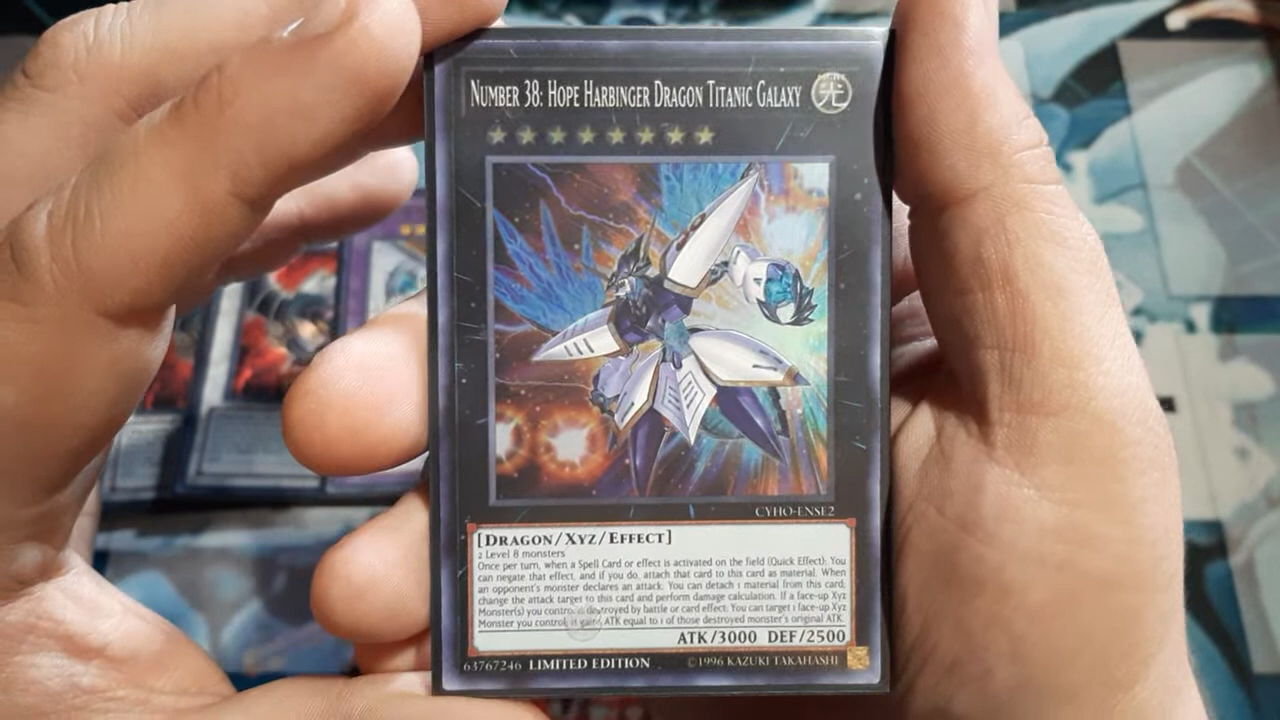 NUMBER 38: HOPE HARBINGER DRAGON TITANIC GALAXY
LIGHT
光
CYHO-ENSE2
[DRAGON/XYZ/EFFECT]
2 Level 8 monsters
Once per turn, when a Spell Card or effect is activated on the field (Quick Effect): You
can negate that effect, and if you do, attach that card to this card as material. When
an opponent's monster declares an attack: You can detach 1 material from this card;
change the attack target to this card and perform damage calculation. If a face-up Xyz
Monster(s) you control is destroyed by battle or card effect: You can target 1 face-up Xyz
Monster you control; it gains ATK equal to 1 of those destroyed monster's original ATK.
ATK/3000 DEF/2500
63767246 LIMITED EDITION ©1996 KAZUKI TAKAHASHI